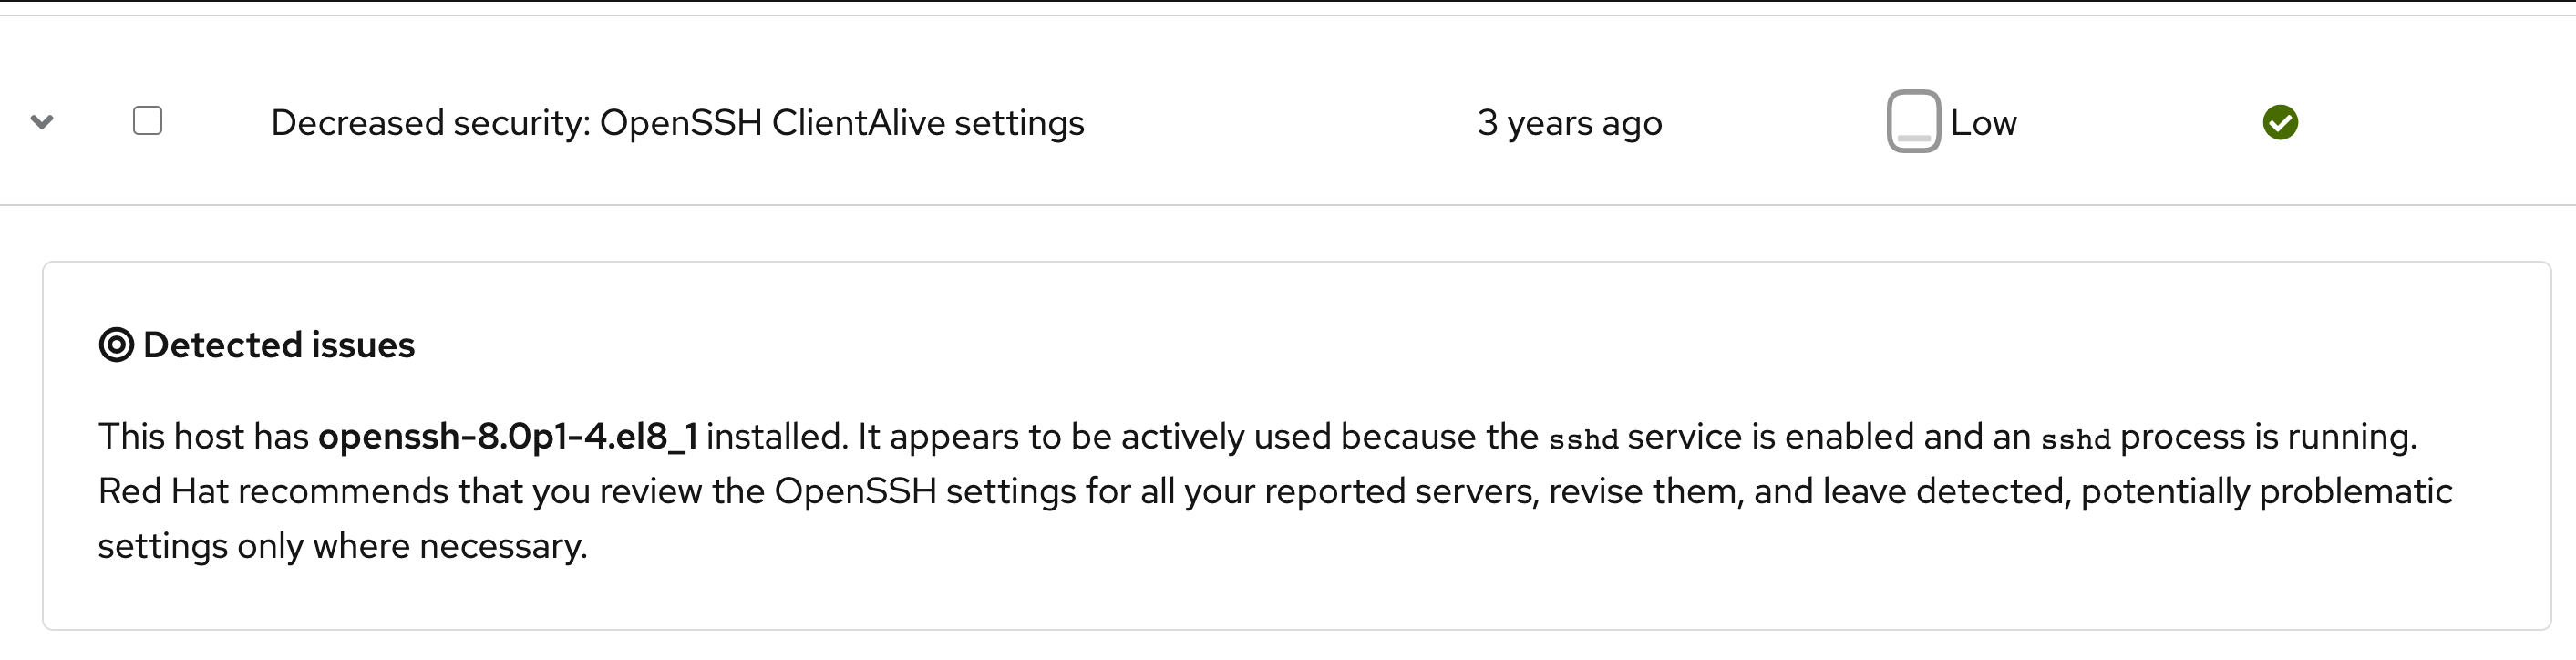 Decreased security: OpenSSH ClientAlive settings 3 years ago Low
Detected issues
This host has openssh-8.0p1-4.el8_1 installed. It appears to be actively used because the sshd service is enabled and an sshd process is running.
Red Hat recommends that you review the OpenSSH settings for all your reported servers, revise them, and leave detected, potentially problematic
settings only where necessary.